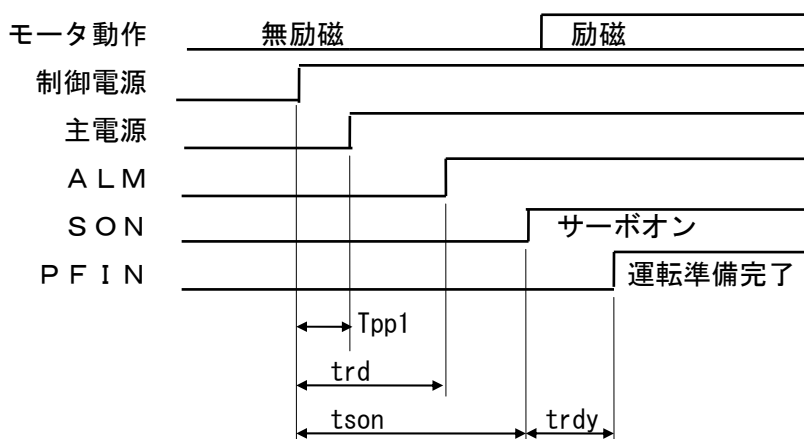 モータ動作 無励磁 励磁
制御電源
主電源
ＡＬＭ
ＳＯＮ サーボオン
ＰＦＩＮ 運転準備完了
Tpp1
trd
tson trdy